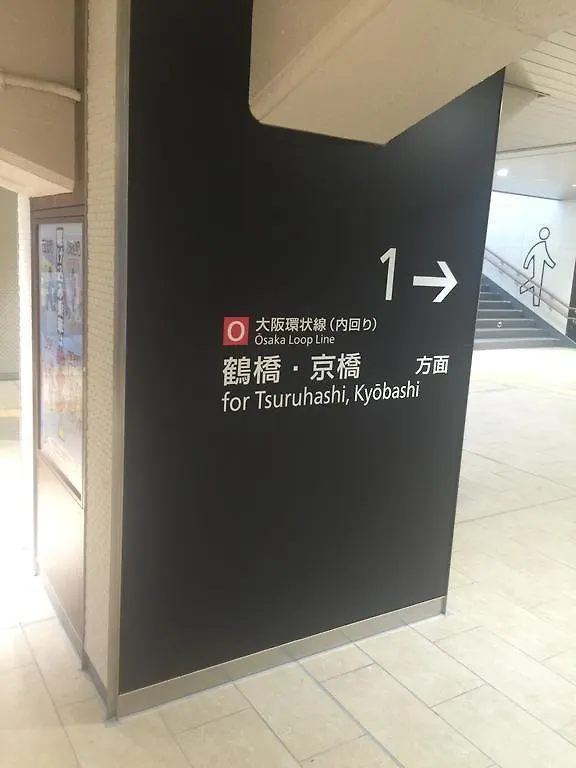 1 →
O 大阪環状線(内回り)
Ōsaka Loop Line
鶴橋・京橋 方面
for Tsuruhashi, Kyōbashi